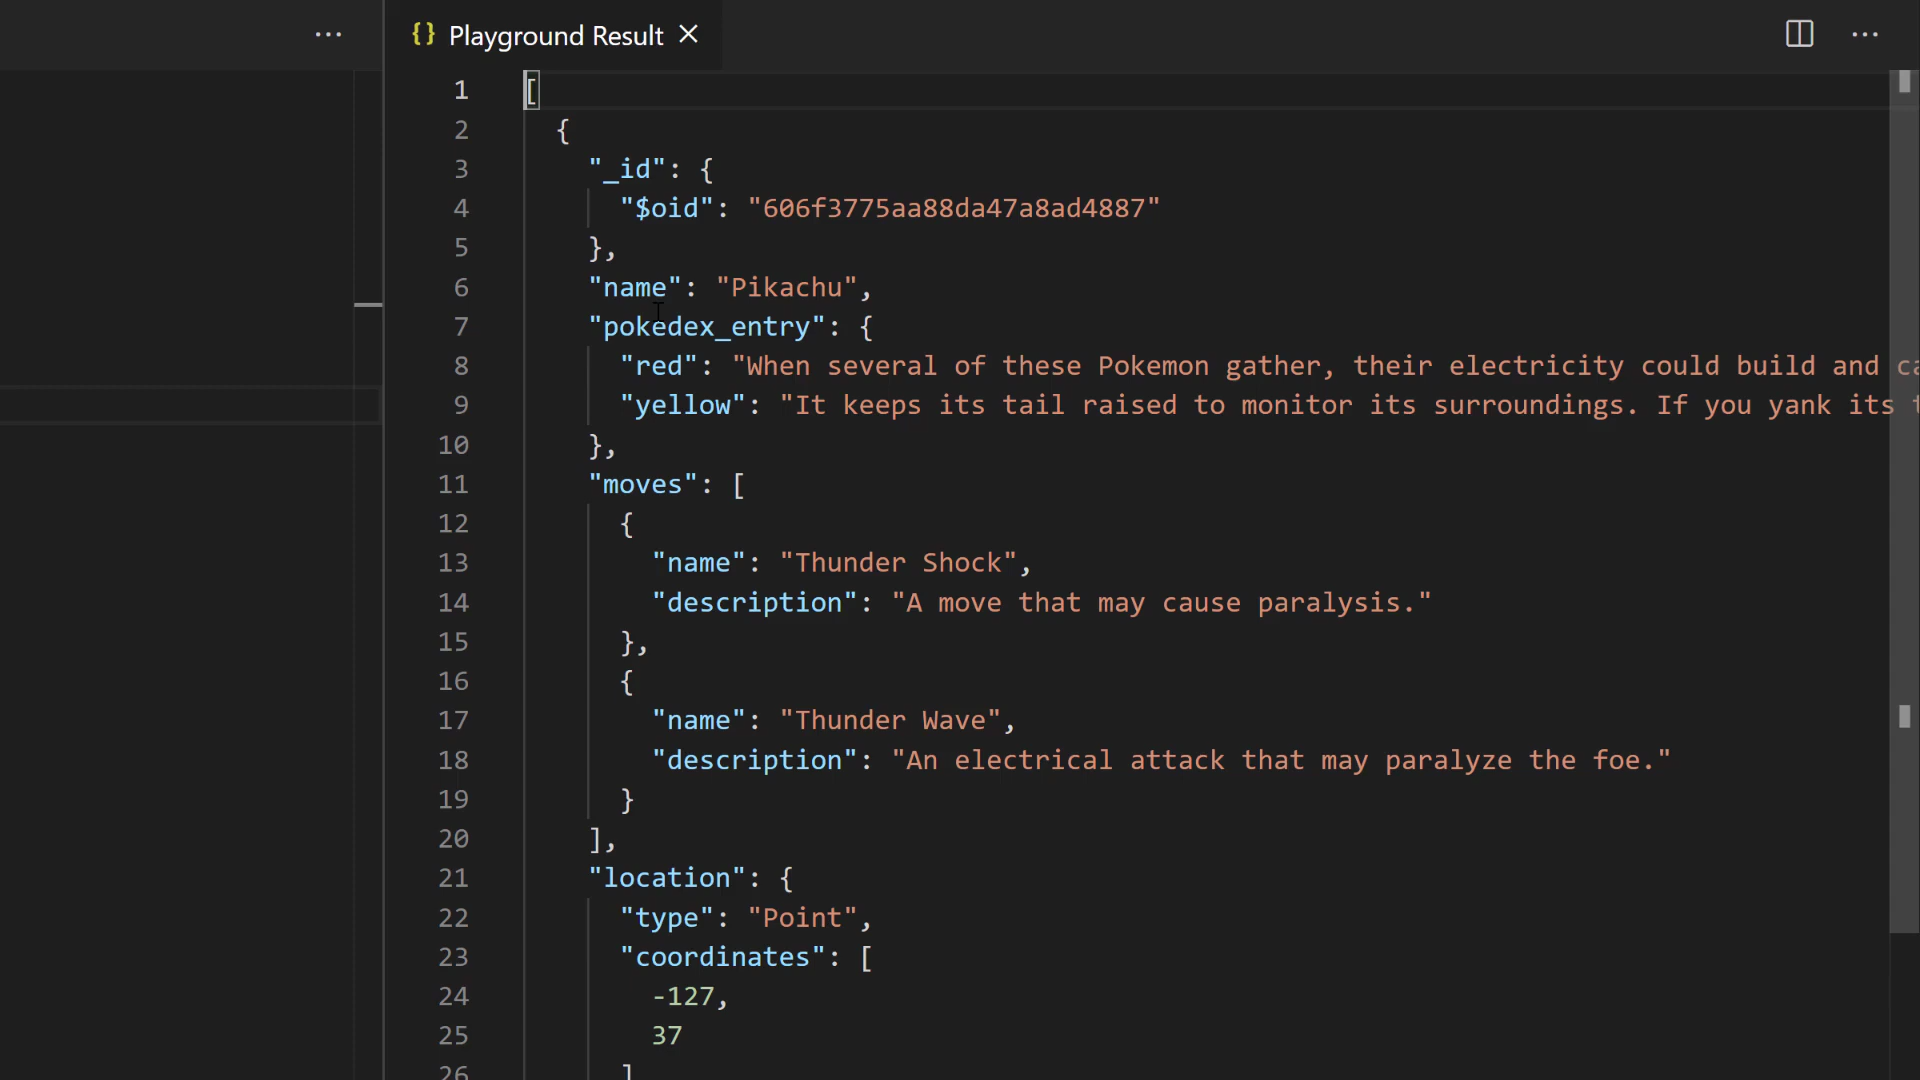 ··· {} Playground Result × ···
1 [
2 {
3 "_id": {
4 "$oid": "606f3775aa88da47a8ad4887"
5 },
6 "name": "Pikachu",
7 "pokedex_entry": {
8 "red": "When several of these Pokemon gather, their electricity could build and
9 "yellow": "It keeps its tail raised to monitor its surroundings. If you yank its
10 },
11 "moves": [
12 {
13 "name": "Thunder Shock",
14 "description": "A move that may cause paralysis."
15 },
16 {
17 "name": "Thunder Wave",
18 "description": "An electrical attack that may paralyze the foe."
19 }
20 ],
21 "location": {
22 "type": "Point",
23 "coordinates": [
24 -127,
25 37
26 ]